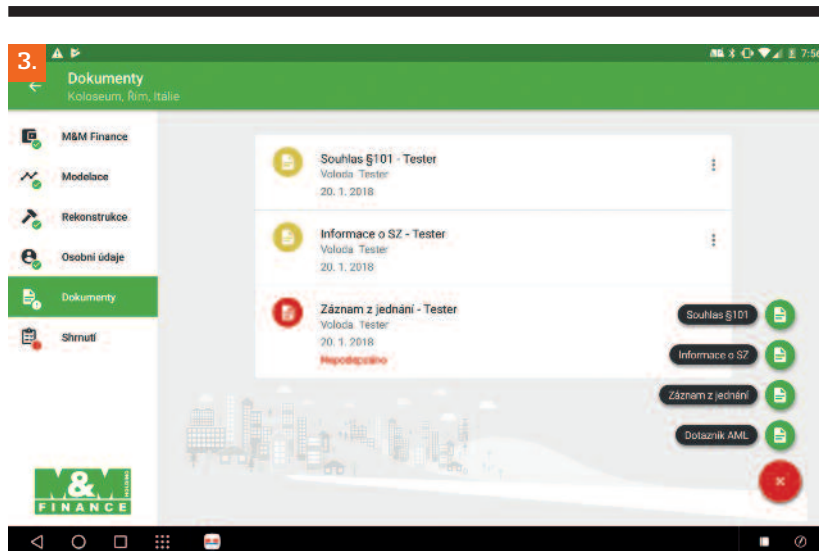 3.
7:56
Dokumenty
Koloseum, Řím, Itálie
M&M Finance
Modelace
Rekonstrukce
Osobní údaje
Dokumenty
Shrnutí
Souhlas §101 - Tester
Voloda Tester
20. 1. 2018
Informace o SZ - Tester
Voloda Tester
20. 1. 2018
Záznam z jednání - Tester
Voloda Tester
20. 1. 2018
Nepodepsáno
Souhlas §101
Informace o SZ
Záznam z jednání
Dotazník AML
M&M
FINANCE